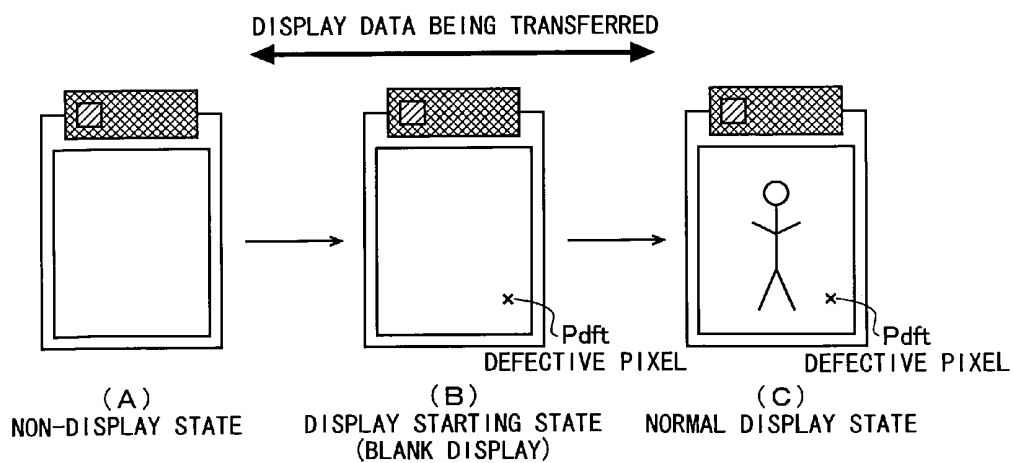 DISPLAY DATA BEING TRANSFERRED
Pdft
DEFECTIVE PIXEL
Pdft
DEFECTIVE PIXEL
(A)
NON-DISPLAY STATE
(B)
DISPLAY STARTING STATE
(BLANK DISPLAY)
(C)
NORMAL DISPLAY STATE